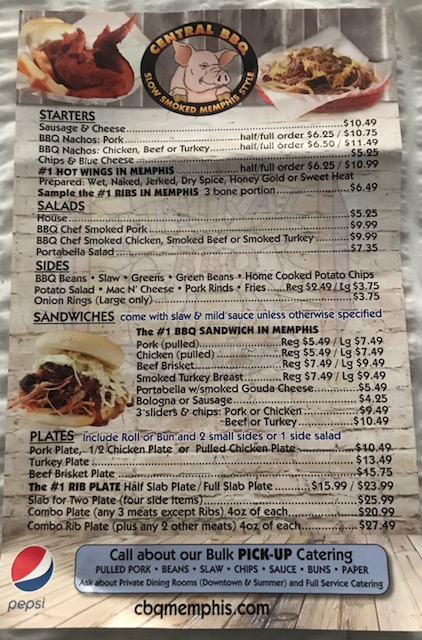 CENTRAL BBQ
SLOW SMOKED MEMPHIS STYLE
STARTERS
Sausage & Cheese...$10.49
BBQ Nachos: Pork...half/full order $6.25 / $10.75
BBQ Nachos: Chicken, Beef or Turkey...half/full order $6.50 / $11.49
Chips & Blue Cheese...$5.25
#1 HOT WINGS IN MEMPHIS...half/full order $6.25 / $10.99
Prepared: Wet, Naked, Jerked, Dry Spice, Honey Gold or Sweet Heat
Sample the #1 RIBS IN MEMPHIS 3 bone portion...$6.49
SALADS
House...$5.25
BBQ Chef Smoked Pork...$9.99
BBQ Chef Smoked Chicken, Smoked Beef or Smoked Turkey...$9.99
Portabella Salad...$7.35
SIDES
BBQ Beans • Slaw • Greens • Green Beans • Home Cooked Potato Chips
Potato Salad • Mac N' Cheese • Pork Rinds • Fries...Reg $2.49 / Lg $3.75
Onion Rings (Large only)...$3.75
SANDWICHES come with slaw & mild sauce unless otherwise specified
The #1 BBQ SANDWICH IN MEMPHIS
Pork (pulled)...Reg $5.49 / Lg $7.49
Chicken (pulled)...Reg $5.49 / Lg $7.49
Beef Brisket...Reg $7.49 / Lg $9.49
Smoked Turkey Breast...Reg $7.49 / Lg $9.49
Portabella w/smoked Gouda Cheese...$5.49
Bologna or Sausage...$4.25
3 sliders & chips: Pork or Chicken...$9.49
Beef or Turkey...$10.49
PLATES include Roll or Bun and 2 small sides or 1 side salad
Pork Plate, 1/2 Chicken Plate or Pulled Chicken Plate...$10.49
Turkey Plate...$13.49
Beef Brisket Plate...$15.75
The #1 RIB PLATE Half Slab Plate / Full Slab Plate...$15.99 / $23.99
Slab for Two Plate (four side items)...$25.99
Combo Plate (any 3 meats except Ribs) 4oz of each...$20.99
Combo Rib Plate (plus any 2 other meats) 4oz of each...$27.49
Call about our Bulk PICK-UP Catering
PULLED PORK • BEANS • SLAW • CHIPS • SAUCE • BUNS • PAPER
Ask about Private Dining Rooms (Downtown & Summer) and Full Service Catering
pepsi
cbqmemphis.com